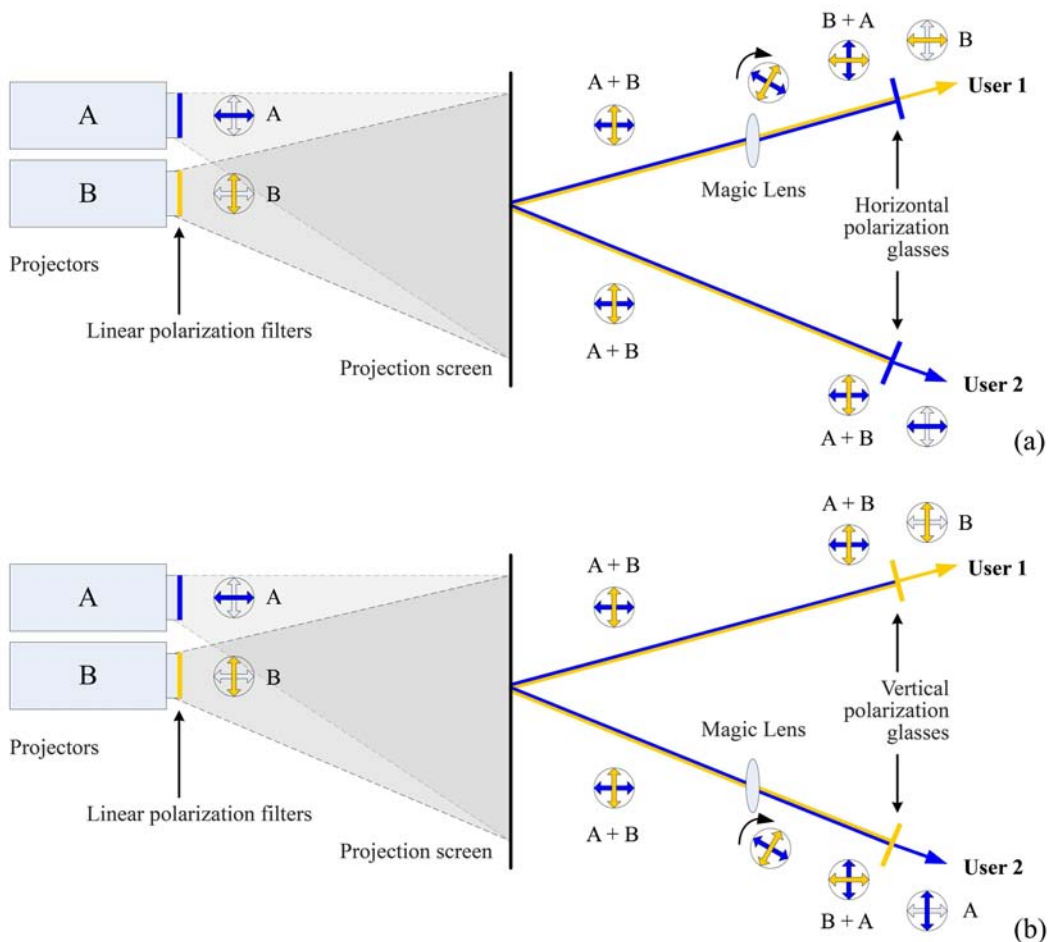 B + A
B
A + B
User 1
A
A
B
B
Magic Lens
Projectors
Horizontal
polarization
glasses
Linear polarization filters
A + B
Projection screen
User 2
A + B
(a)
A + B
B
A + B
User 1
A
A
B
B
Magic Lens
Projectors
Vertical
polarization
glasses
Linear polarization filters
A + B
Projection screen
User 2
B + A
A
(b)